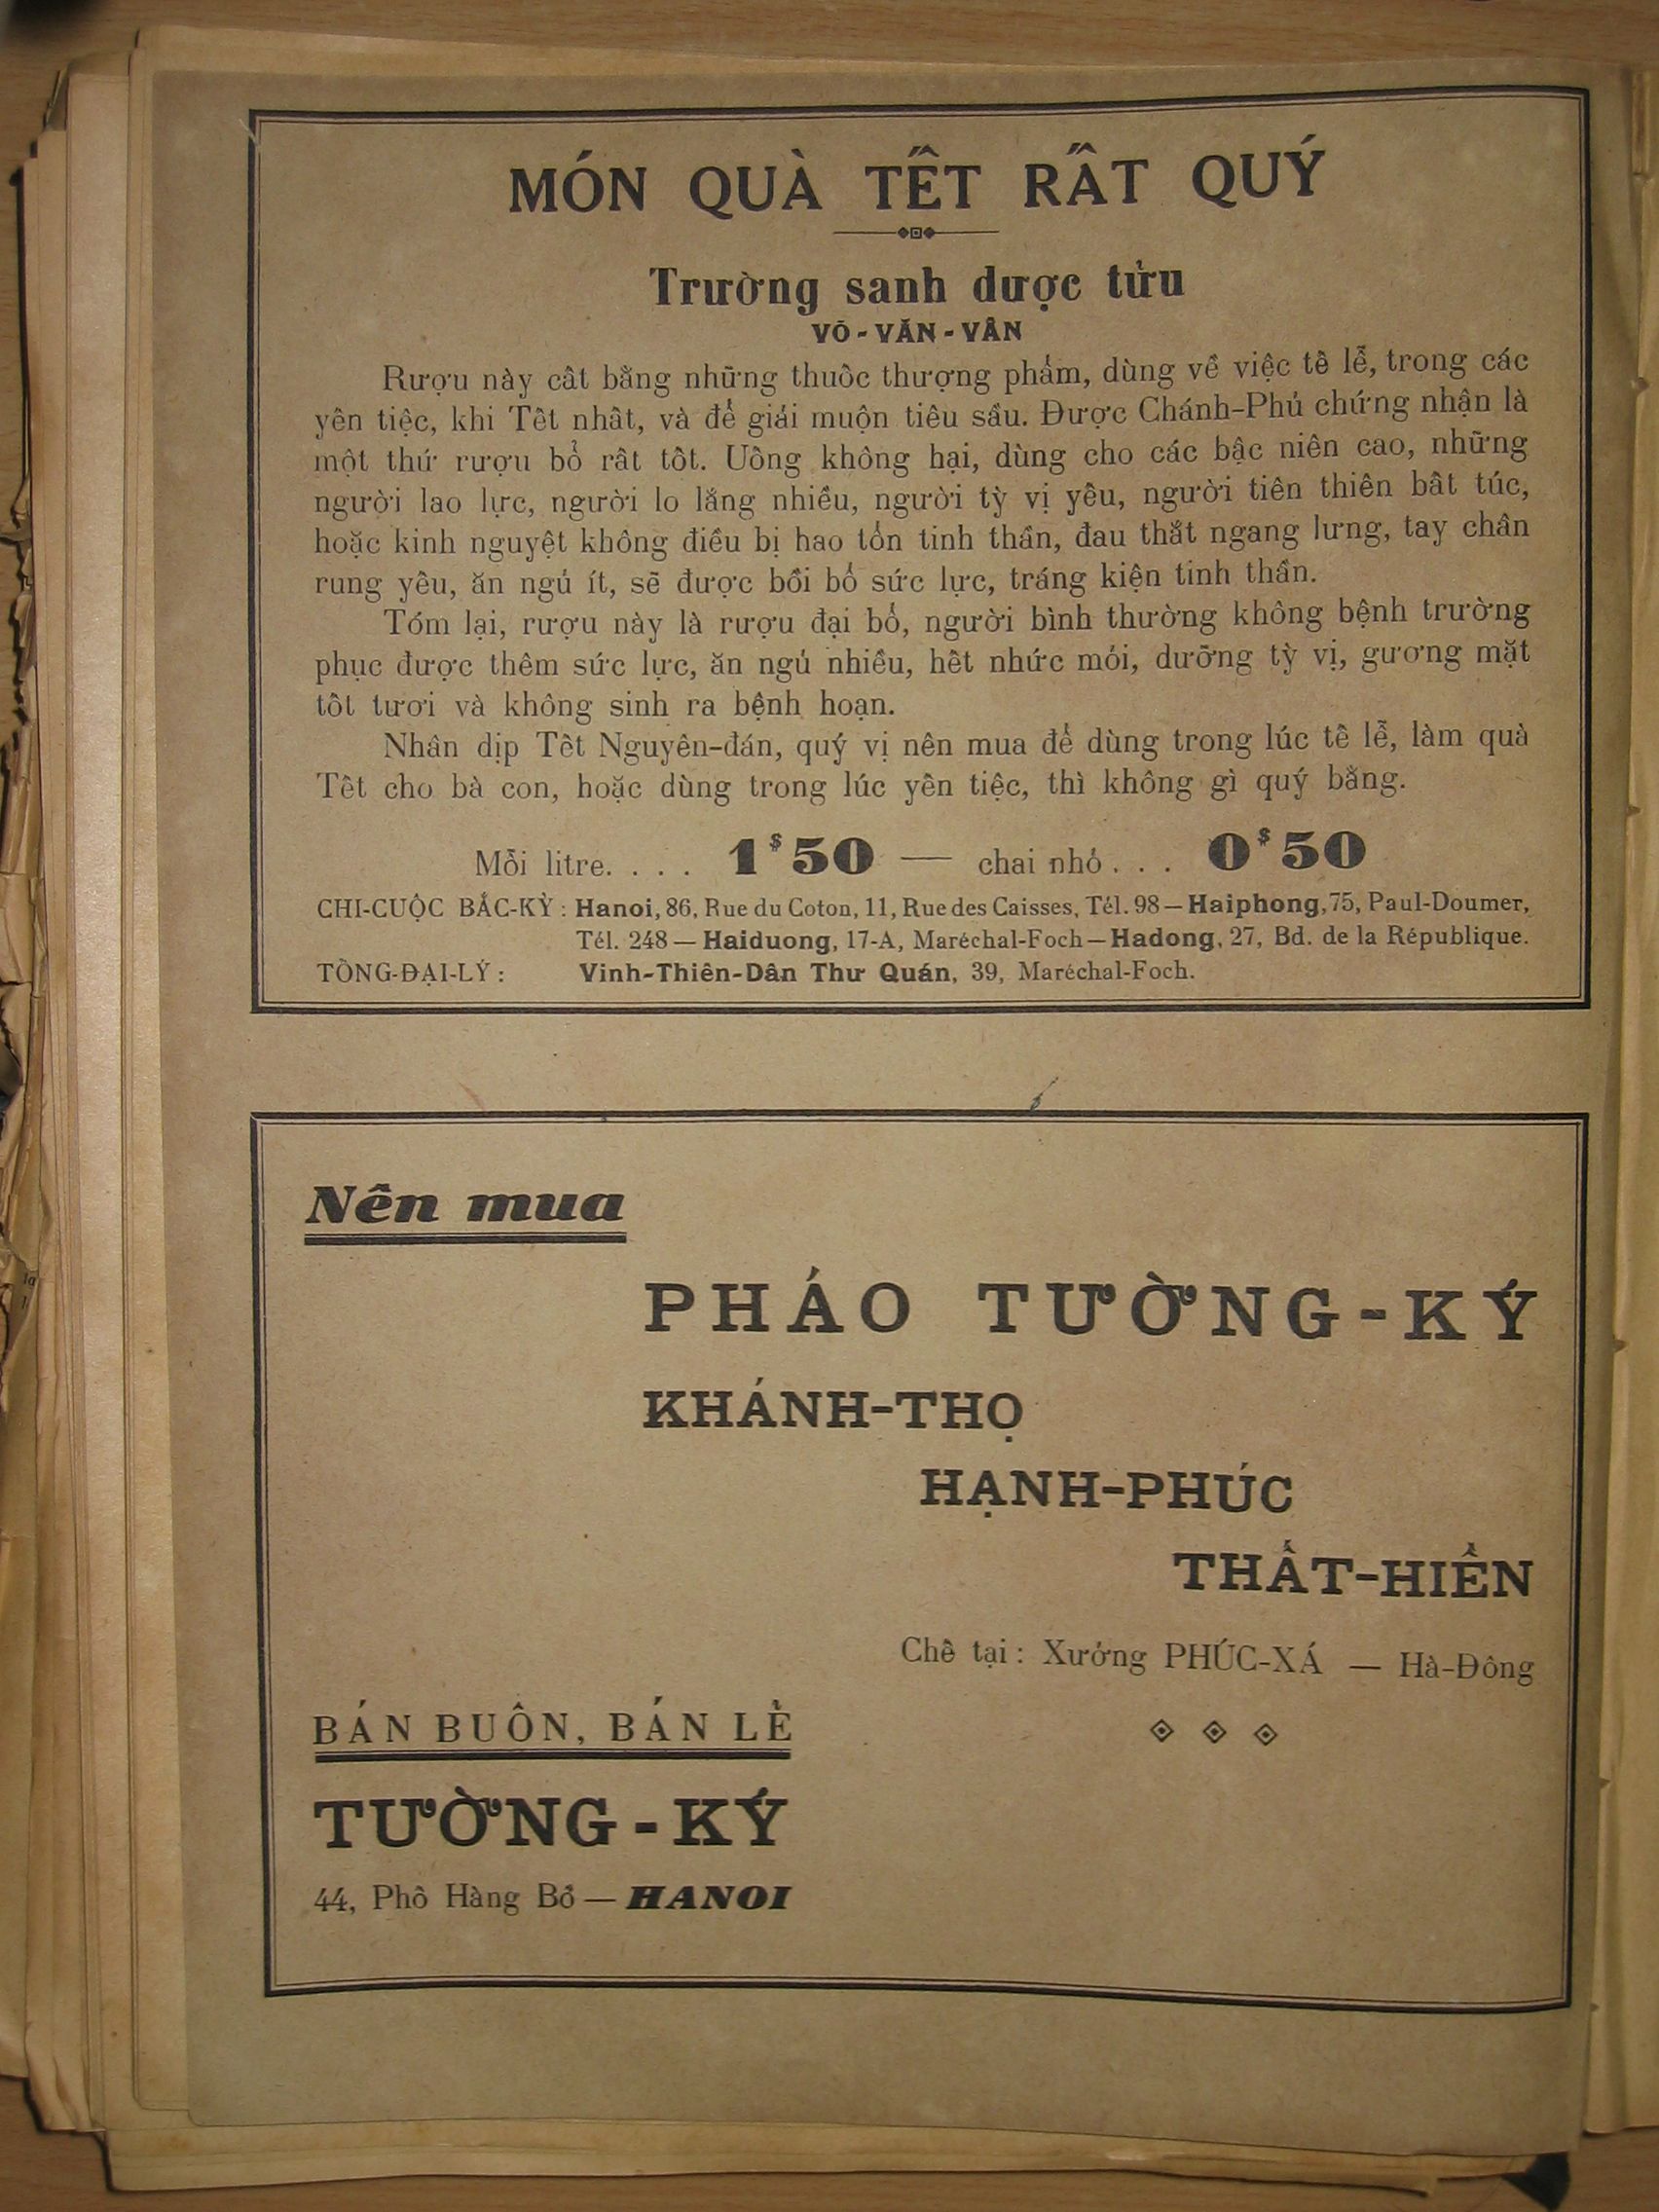 MÓN QUÀ TẾT RẤT QUÝ
Trường sanh dược tửu
VÕ - VĂN - VÂN
Rượu này cất bằng những thuốc thượng phẩm, dùng về việc tế lễ, trong các
yến tiệc, khi Tết nhất, và để giải muộn tiêu sầu. Được Chánh-Phủ chứng nhận là
một thứ rượu bổ rất tốt. Uống không hại, dùng cho các bậc niên cao, những
người lao lực, người lo lắng nhiều, người tỳ vị yếu, người tiên thiên bất túc,
hoặc kinh nguyệt không điều bị hao tổn tinh thần, đau thắt ngang lưng, tay chân
rung yếu, ăn ngủ ít, sẽ được bồi bổ sức lực, tráng kiện tinh thần.
Tóm lại, rượu này là rượu đại bổ, người bình thường không bệnh trường
phục được thêm sức lực, ăn ngủ nhiều, hết nhức mỏi, dưỡng tỳ vị, gương mặt
tốt tươi và không sinh ra bệnh hoạn.
Nhân dịp Tết Nguyên-đán, quý vị nên mua để dùng trong lúc tế lễ, làm quà
Tết cho bà con, hoặc dùng trong lúc yến tiệc, thì không gì quý bằng.
Mỗi litre. . . . 1$50 — chai nhỏ . . . 0$50
CHI-CUỘC BẮC-KỲ : Hanoi, 86, Rue du Coton, 11, Rue des Caisses, Tél. 98 — Haiphong, 75, Paul-Doumer,
Tél. 248 — Haiduong, 17-A, Maréchal-Foch — Hadong, 27, Bd. de la République.
TỔNG-ĐẠI-LÝ : Vinh-Thiên-Dân Thư Quán, 39, Maréchal-Foch.
Nên mua
PHÁO TƯỜNG-KÝ
KHÁNH-THỌ
HẠNH-PHÚC
THẤT-HIỀN
Chế tại : Xưởng PHÚC-XÁ — Hà-Đông
BÁN BUÔN, BÁN LẺ
TƯỜNG - KÝ
44, Phố Hàng Bồ — HANOI